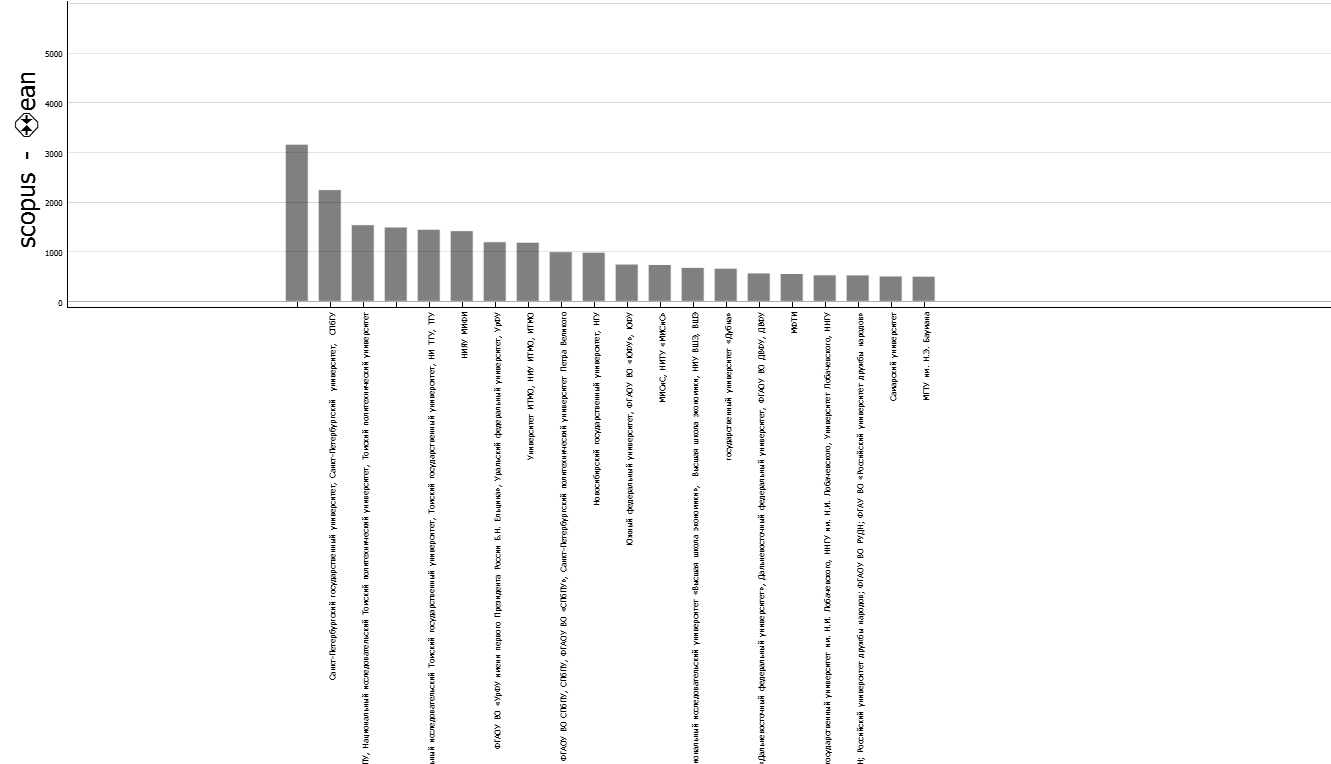 scopus - ean
5000
4000
3000
2000
1000
0
Санкт-Петербургский государственный университет, Санкт-Петербургский университет, СПбГУ
ПУ, Национальный исследовательский Томский политехнический университет, Томский политехнический университет
ный исследовательский Томский государственный университет, Томский государственный университет, НИ ТГУ, ТГУ
НИЯУ МИФИ
ФГАОУ ВО «УрФУ имени первого Президента России Б.Н. Ельцина», Уральский федеральный университет, УрФУ
Университет ИТМО, НИУ ИТМО, ИТМО
ФГАОУ ВО СПбПУ, СПбПУ, ФГАОУ ВО «СПбПУ», Санкт-Петербургский политехнический университет Петра Великого
Новосибирский государственный университет, НГУ
Южный федеральный университет, ФГАОУ ВО «ЮФУ», ЮФУ
МИСиС, НИТУ «МИСиС»
иональный исследовательский университет «Высшая школа экономики», Высшая школа экономики, НИУ ВШЭ, ВШЭ
государственный университет «Дубна»
«Дальневосточный федеральный университет», Дальневосточный федеральный университет, ФГАОУ ВО ДВФУ, ДВФУ
МФТИ
государственный университет им. Н.И. Лобачевского, ННГУ им. Н.И. Лобачевского, Университет Лобачевского, ННГУ
Н; Российский университет дружбы народов; ФГАОУ ВО РУДН; ФГАУ ВО «Российский университет дружбы народов»
Самарский университет
МГТУ им. Н.Э. Баумана